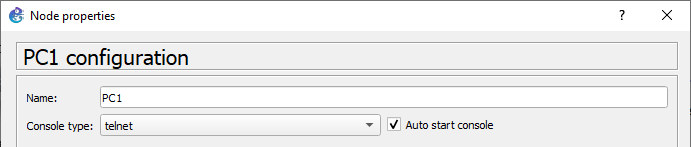 Node properties ?
PC1 configuration
Name: PC1
Console type: telnet Auto start console